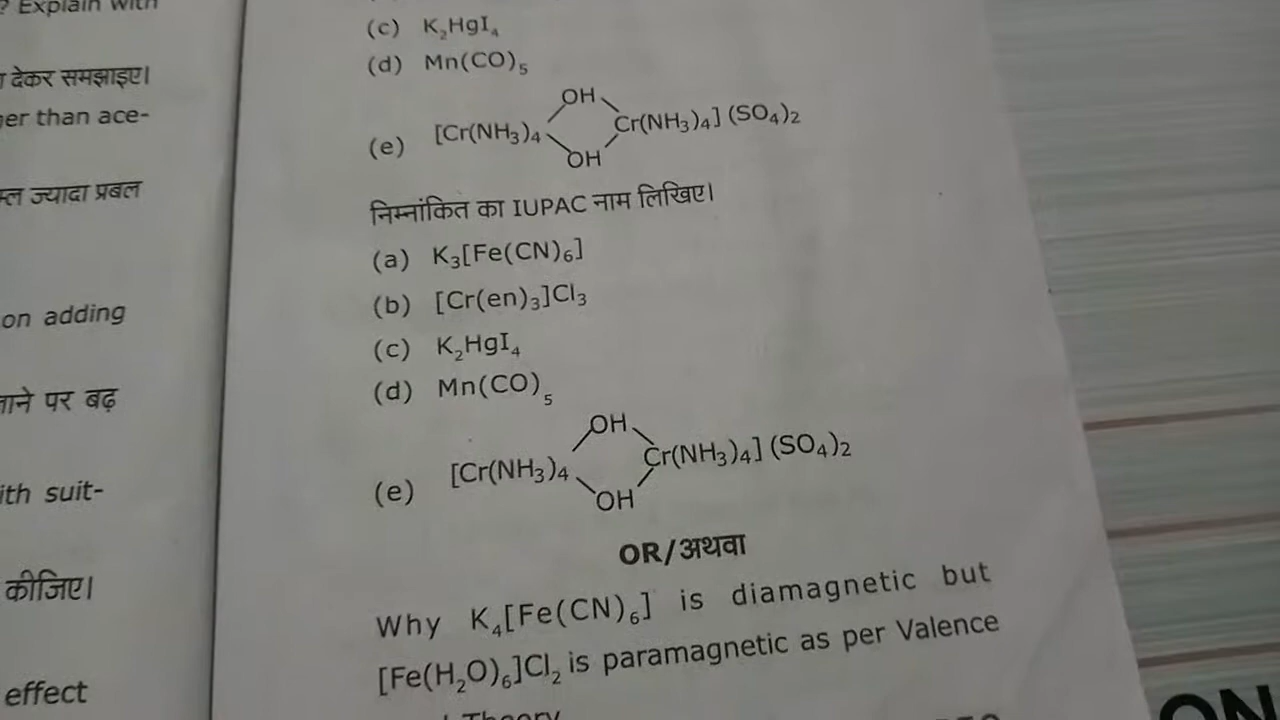 ? Explain with
देकर समझाइए।
er than ace-
ज्यादा प्रबल
on adding
पर बढ़
ith suit-
कीजिए।
effect
(c) K₂HgI₄
(d) Mn(CO)₅
OH
(e) [Cr(NH₃)₄ Cr(NH₃)₄] (SO₄)₂
OH
निम्नांकित का IUPAC नाम लिखिए।
(a) K₃[Fe(CN)₆]
(b) [Cr(en)₃]Cl₃
(c) K₂HgI₄
(d) Mn(CO)₅
OH
(e) [Cr(NH₃)₄ Cr(NH₃)₄] (SO₄)₂
OH
OR/अथवा
Why K₄[Fe(CN)₆] is diamagnetic but
[Fe(H₂O)₆]Cl₂ is paramagnetic as per Valence
Theory
ON